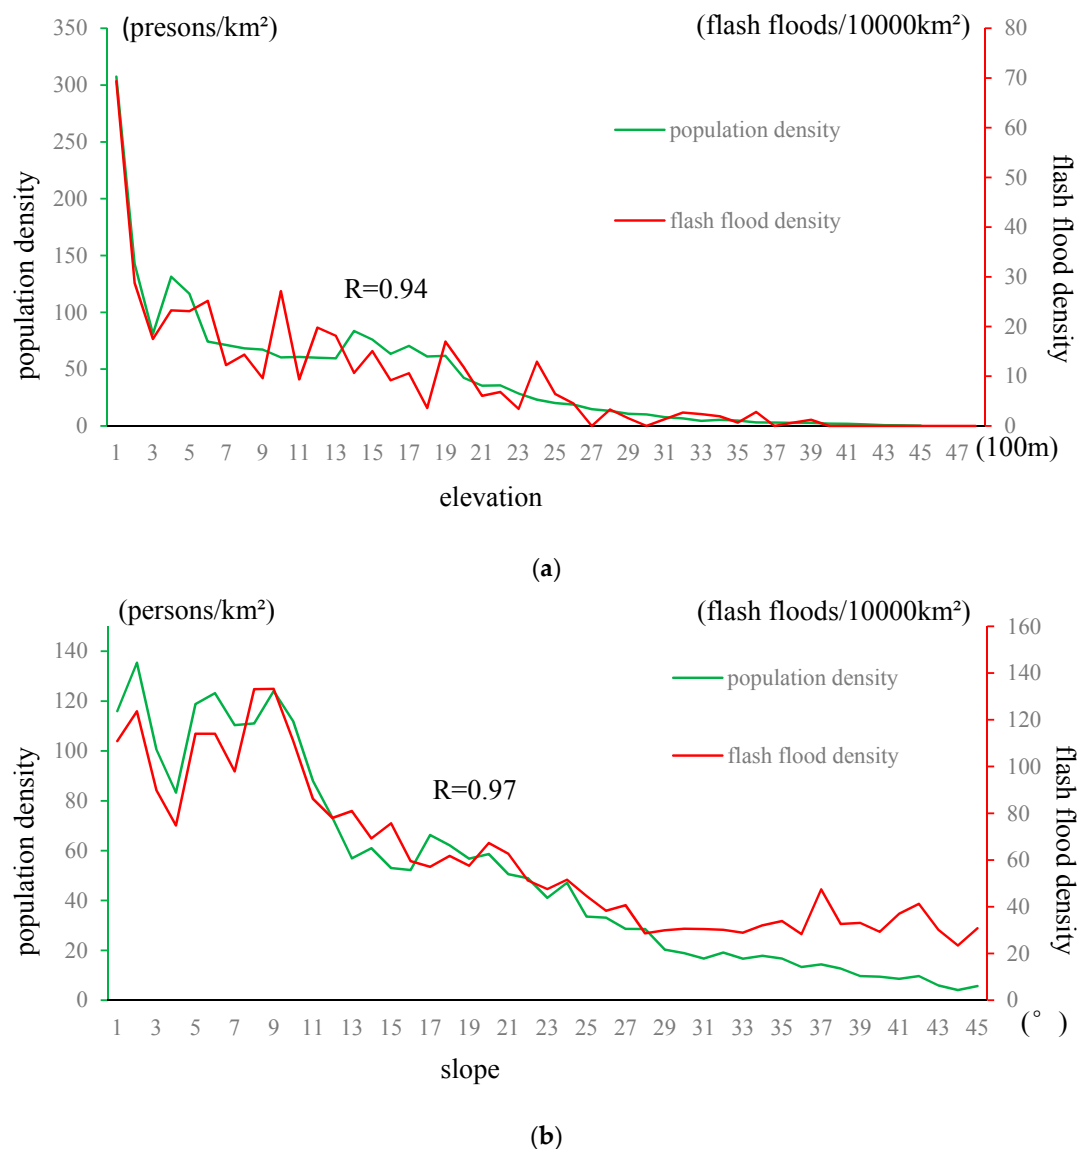 (presons/km²) (flash floods/10000km²)
350 80
300 70
60
250
50
200
40
150
30
100
20
50
10
0 0
population density
flash flood density
population density
flash flood density
R=0.94
1 3 5 7 9 11 13 15 17 19 21 23 25 27 29 31 33 35 37 39 41 43 45 47 (100m)
elevation
(a)
(persons/km²) (flash floods/10000km²)
160
140 140
120 120
100 100
80 80
60 60
40 40
20 20
0 0
population density
flash flood density
population density
flash flood density
R=0.97
1 3 5 7 9 11 13 15 17 19 21 23 25 27 29 31 33 35 37 39 41 43 45 (°)
slope
(b)